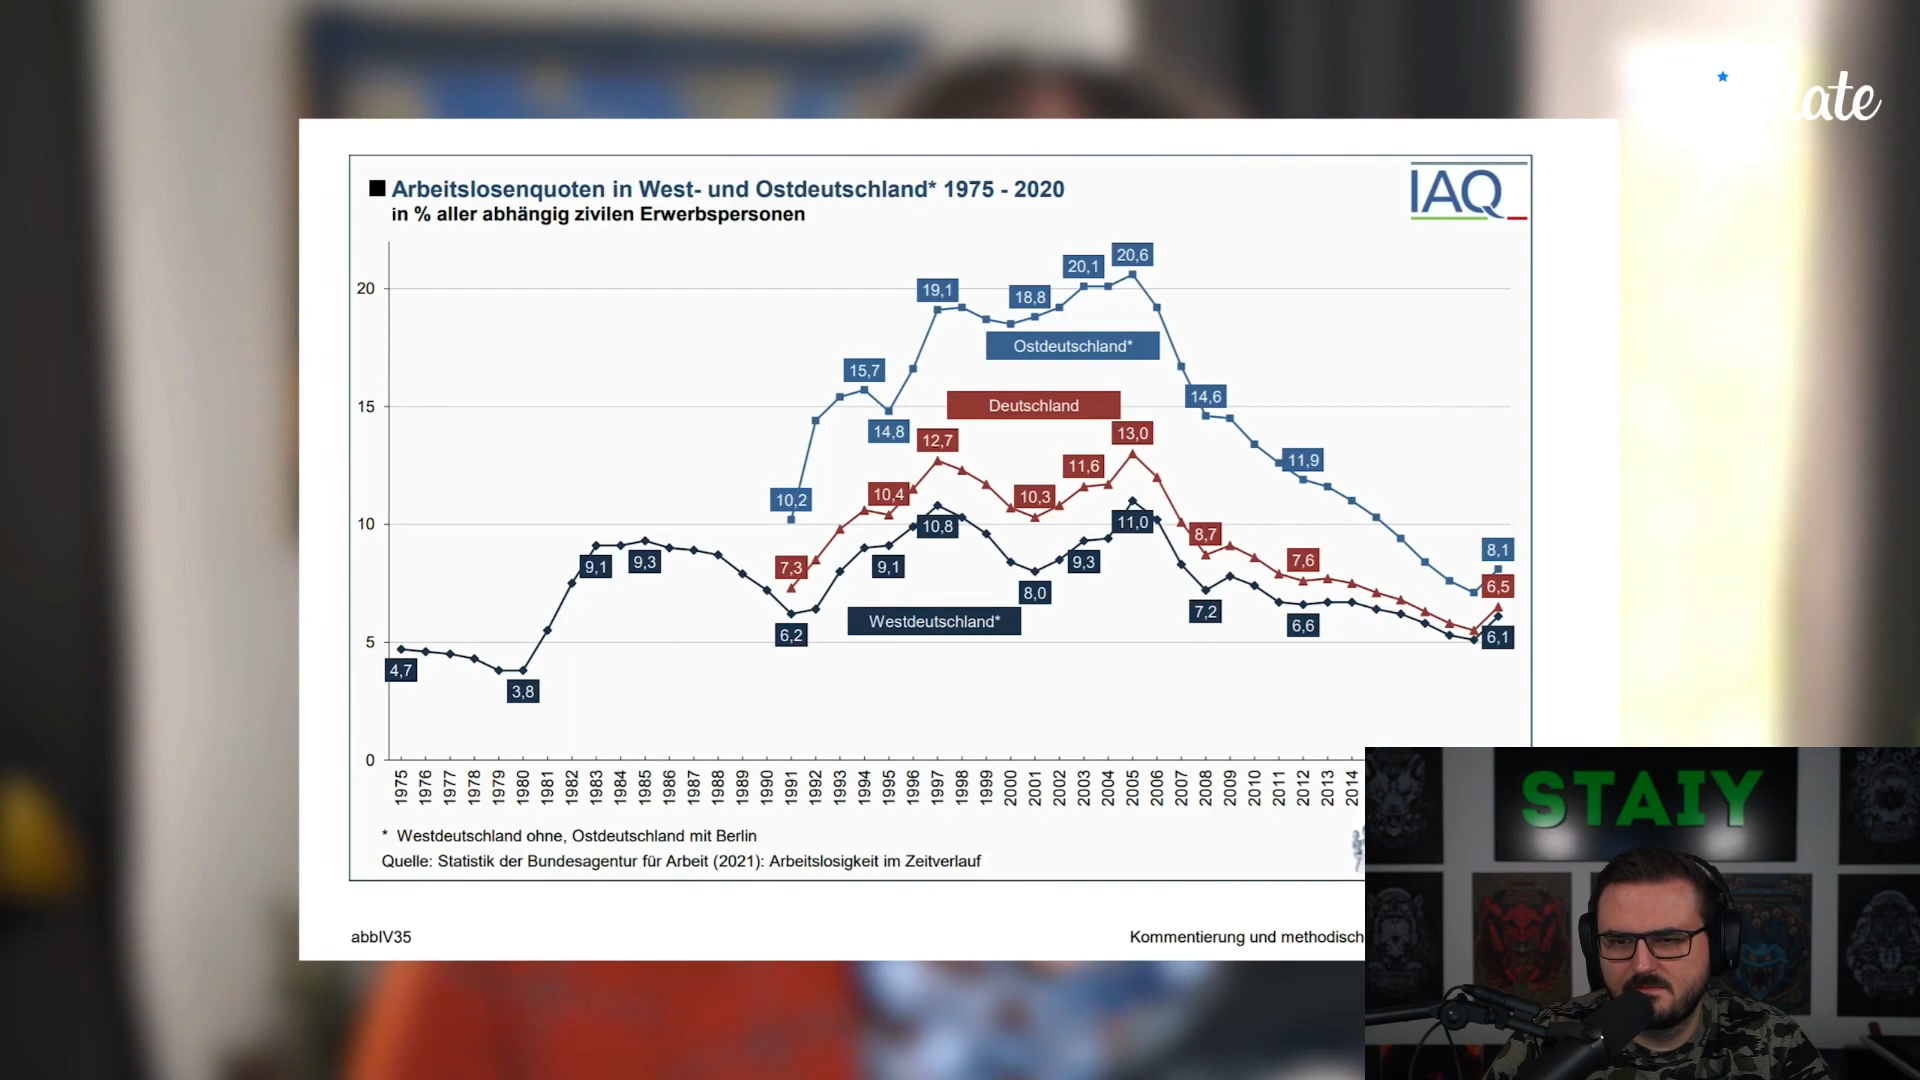 late
Arbeitslosenquoten in West- und Ostdeutschland* 1975 - 2020
in % aller abhängig zivilen Erwerbspersonen
IAQ
20
15
10
5
0
10,2
15,7
14,8
19,1
18,8
20,1
20,6
14,6
11,9
8,1
Ostdeutschland*
Deutschland
7,3
10,4
12,7
10,3
11,6
13,0
8,7
7,6
6,5
4,7
3,8
9,1
9,3
6,2
9,1
10,8
8,0
9,3
11,0
7,2
6,6
6,1
Westdeutschland*
1975 1976 1977 1978 1979 1980 1981 1982 1983 1984 1985 1986 1987 1988 1989 1990 1991 1992 1993 1994 1995 1996 1997 1998 1999 2000 2001 2002 2003 2004 2005 2006 2007 2008 2009 2010 2011 2012 2013 2014
* Westdeutschland ohne, Ostdeutschland mit Berlin
Quelle: Statistik der Bundesagentur für Arbeit (2021): Arbeitslosigkeit im Zeitverlauf
abbIV35
Kommentierung und methodisch
STAIY